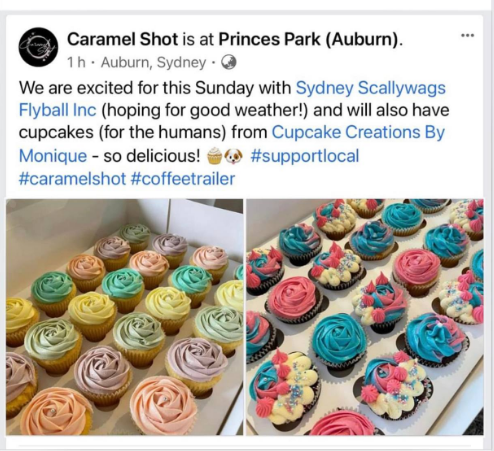 Caramel Shot is at Princes Park (Auburn).
1 h · Auburn, Sydney ·
We are excited for this Sunday with Sydney Scallywags
Flyball Inc (hoping for good weather!) and will also have
cupcakes (for the humans) from Cupcake Creations By
Monique - so delicious! 🧁🐶 #supportlocal
#caramelshot #coffeetrailer